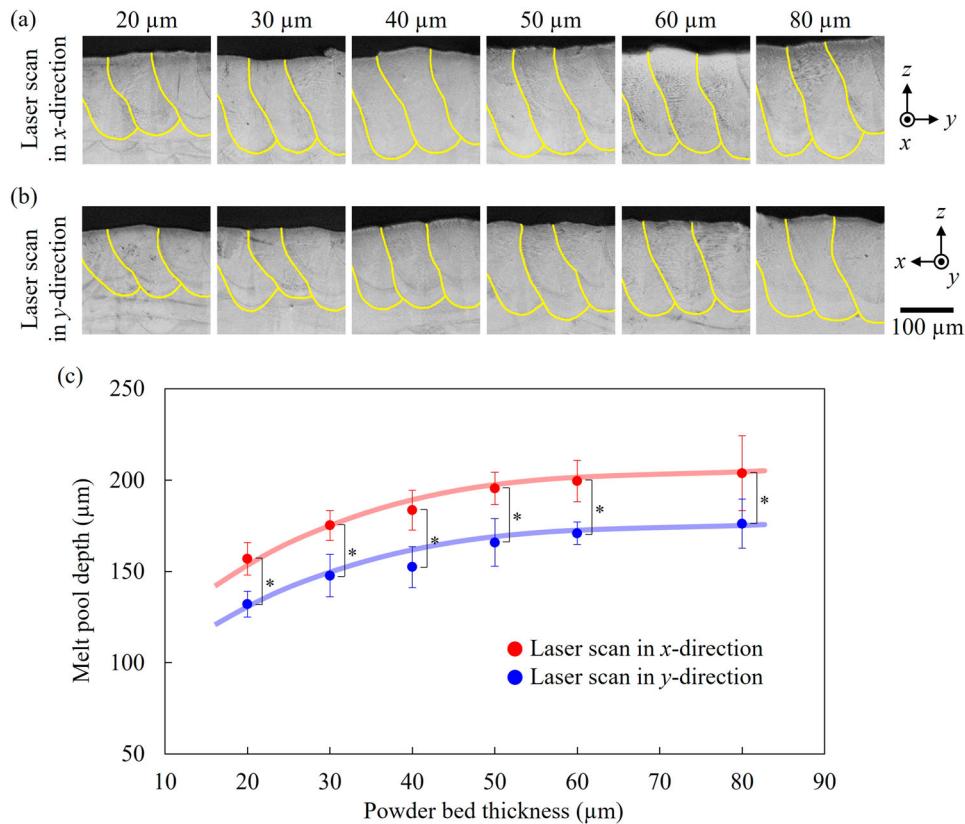 (a)
20 µm 30 µm 40 µm 50 µm 60 µm 80 µm
Laser scan
in x-direction
z
y
x
(b)
Laser scan
in y-direction
z
x
y
100 µm
(c)
250
200
150
100
50
Melt pool depth (µm)
* * * * * *
Laser scan in x-direction
Laser scan in y-direction
10 20 30 40 50 60 70 80 90
Powder bed thickness (µm)